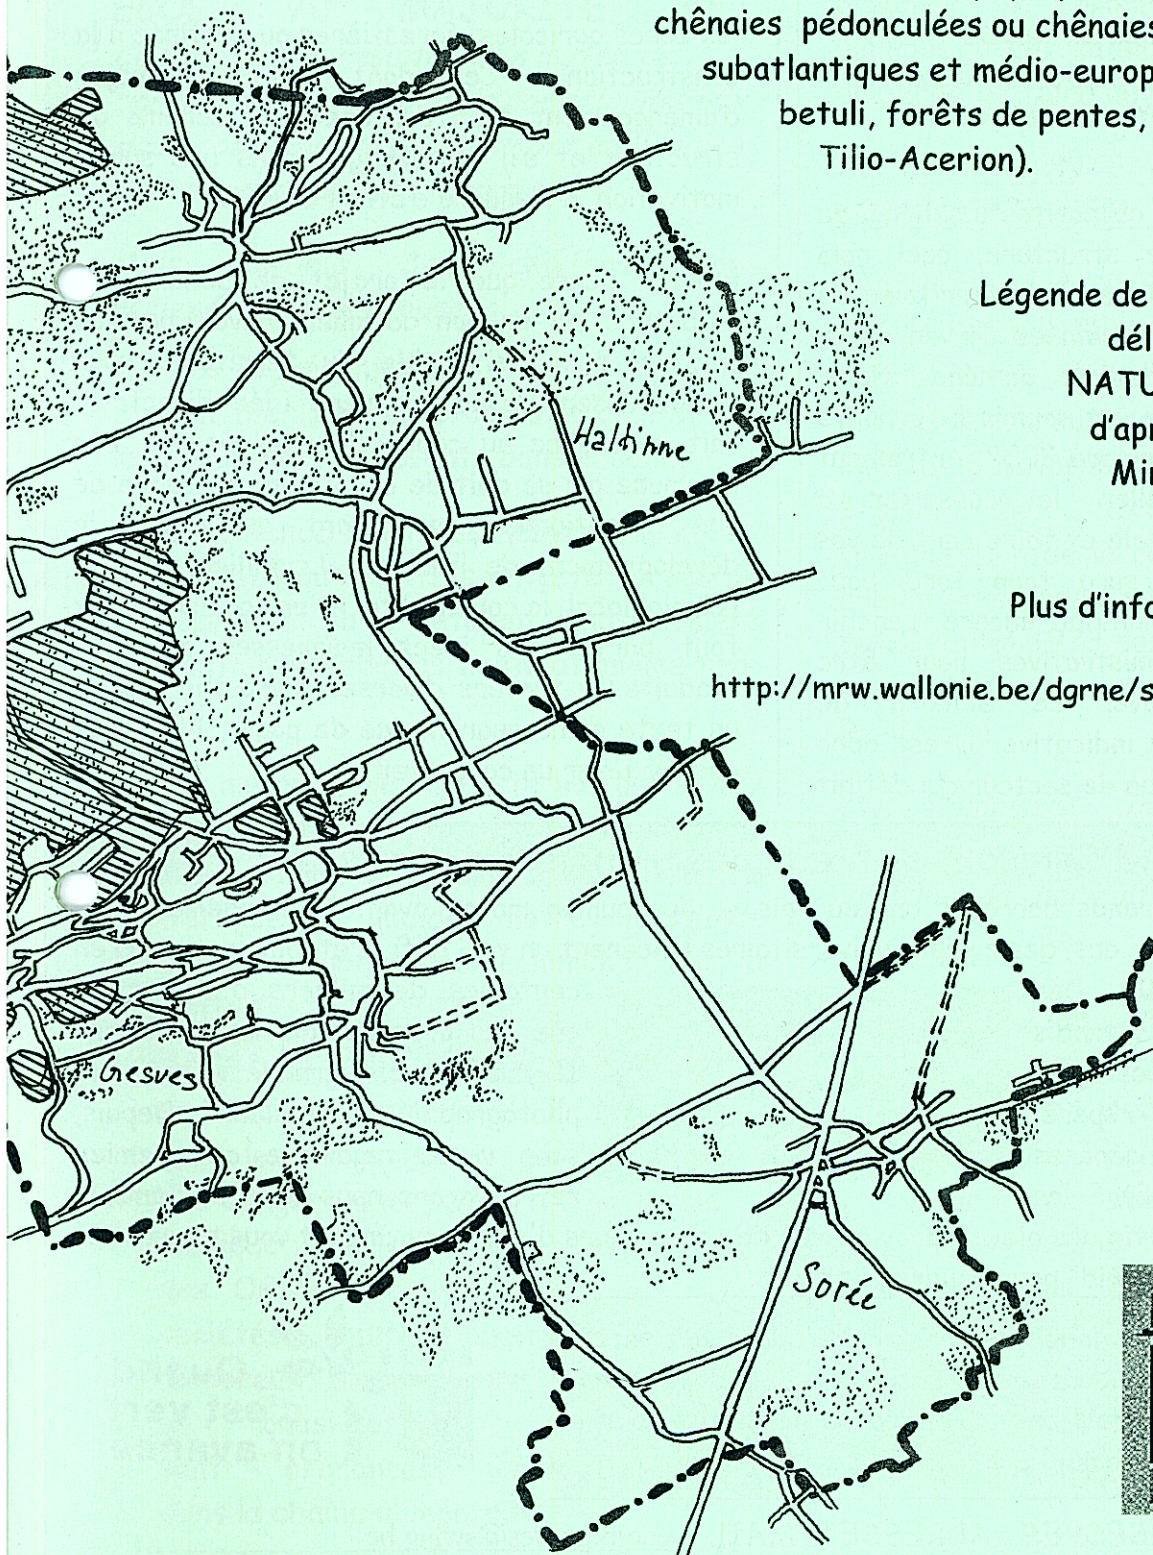 chênaies pédonculées ou chênaies
subatlantiques et médio-europ
betuli, forêts de pentes,
Tilio-Acerion).
Légende de
dél
NATU
d'apr
Min
Haltinne
Plus d'info
http://mrw.wallonie.be/dgrne/s
Gesves
Sorée